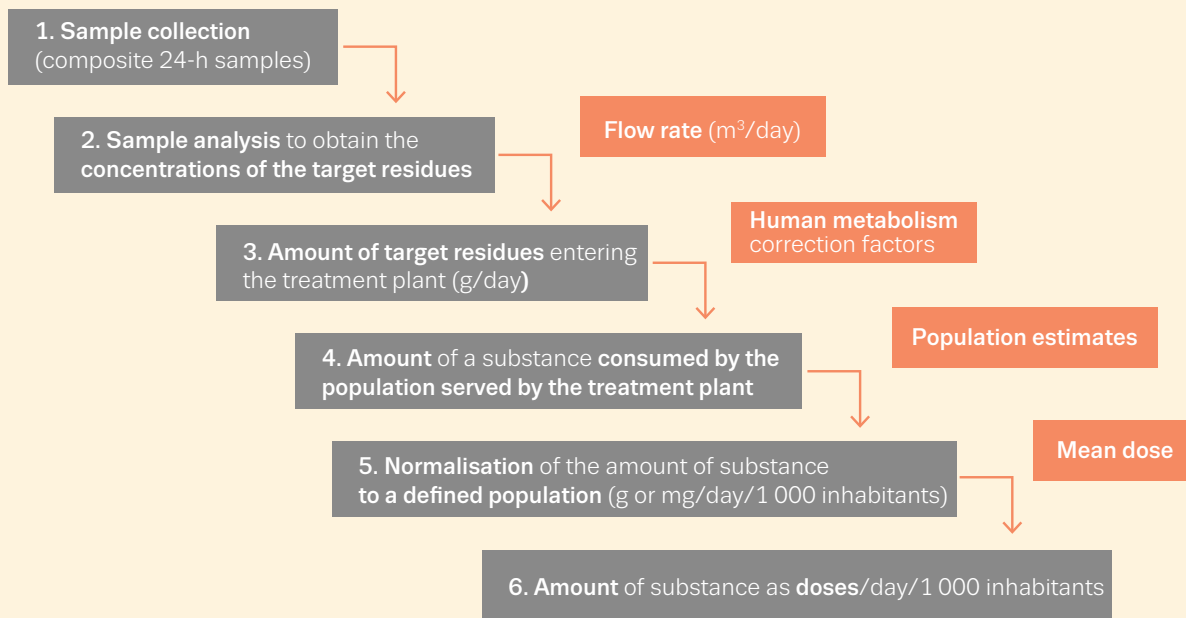 1. Sample collection
(composite 24-h samples)
2. Sample analysis to obtain the
concentrations of the target residues
Flow rate (m³/day)
3. Amount of target residues entering
the treatment plant (g/day)
Human metabolism
correction factors
4. Amount of a substance consumed by the
population served by the treatment plant
Population estimates
5. Normalisation of the amount of substance
to a defined population (g or mg/day/1 000 inhabitants)
Mean dose
6. Amount of substance as doses/day/1 000 inhabitants